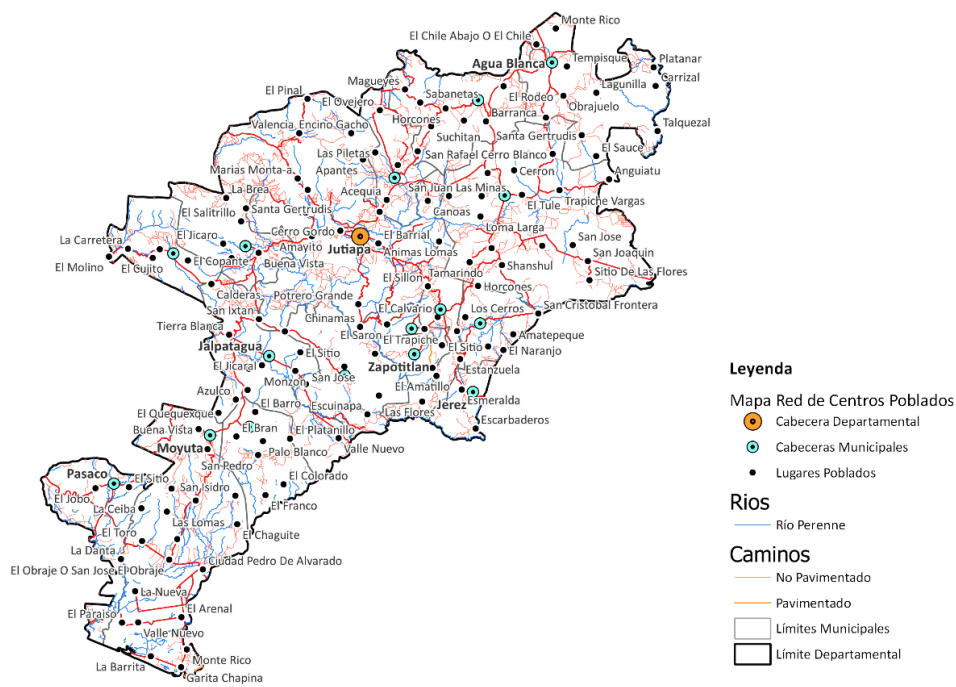 Monte Rico
El Chile Abajo O El Chile
Agua Blanca
Tempisque
Platanar
Carrizal
Magueyes
Lagunilla
El Pinal
El Ovejero
Sabanetas
El Rodeo
Obrajuelo
Horcones
Barranca
Talquezal
Valencia
Encino Gacho
Suchitan
Santa Gertrudis
El Sauce
Las Piletas
San Rafael Cerro Blanco
Marias Monta-a
Apantes
Cerron
Anguiatu
La Brea
Acequia
San Juan Las Minas
El Tule
Trapiche Vargas
El Salitrillo
Santa Gertrudis
Canoas
Loma Larga
La Carretera
El Jicaro
Cerro Gordo
Jutiapa
El Barrial
San Jose
Amayito
Animas Lomas
San Joaquin
El Molino
El Cujito
El Copante
Buena Vista
Tamarindo
Shanshul
Sitio De Las Flores
Calderas
Potrero Grande
El Sillón
Horcones
San Ixtan
Chinamas
El Calvario
Los Cerros
San Cristobal Frontera
Tierra Blanca
El Saron
El Trapiche
Amatepeque
Jalpatagua
El Sitio
El Sitio
El Naranjo
El Jicaral
Monzon
San Jose
Zapotitlan
Estanzuela
Azulco
El Amatillo
Jerez
Esmeralda
El Quequexque
El Barro
Escuinapa
Las Flores
Escarbaderos
Buena Vista
El Bran
El Platanillo
Moyuta
Valle Nuevo
San Pedro
Palo Blanco
Pasaco
El Sitio
El Colorado
El Jobo
San Isidro
La Ceiba
El Franco
Las Lomas
El Toro
El Chaguite
La Danta
Ciudad Pedro De Alvarado
El Obraje O San Jose El Obraje
La Nueva
El Paraiso
El Arenal
Valle Nuevo
La Barrita
Monte Rico
Garita Chapina
Leyenda
Mapa Red de Centros Poblados
Cabecera Departamental
Cabeceras Municipales
Lugares Poblados
Rios
Río Perenne
Caminos
No Pavimentado
Pavimentado
Límites Municipales
Límite Departamental